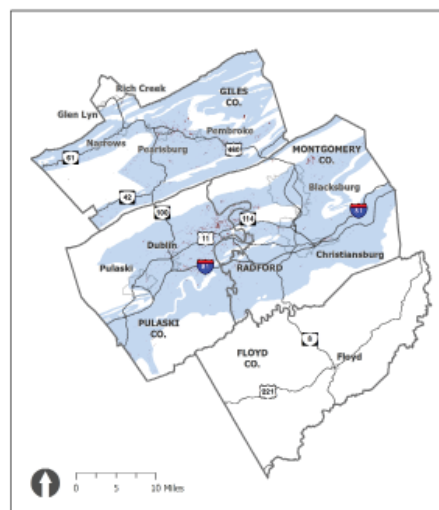 Rich Creek
GILES
CO.
Glen Lyn
Narrows
Pembroke
Pearisburg
460
MONTGOMERY
CO.
61
Blacksburg
42
100
114
81
Dublin
11
Pulaski
81
RADFORD
Christiansburg
PULASKI
CO.
8
FLOYD
CO.
Floyd
221
0 5 10 Miles